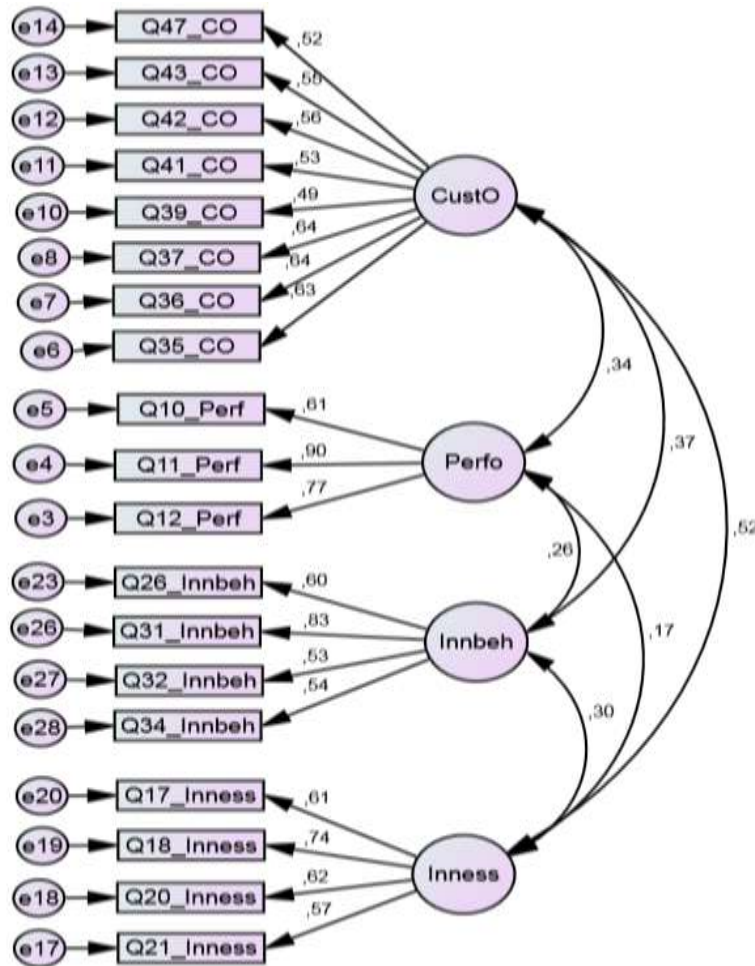 e14 Q47_CO ,52
e13 Q43_CO ,55
e12 Q42_CO ,56
e11 Q41_CO ,53
e10 Q39_CO ,49
e8 Q37_CO ,64
e7 Q36_CO ,64
e6 Q35_CO ,63
CustO
,34
,37
,52
e5 Q10_Perf ,61
e4 Q11_Perf ,90
e3 Q12_Perf ,77
Perfo
,26
,17
e23 Q26_Innbeh ,60
e26 Q31_Innbeh ,83
e27 Q32_Innbeh ,53
e28 Q34_Innbeh ,54
Innbeh
,30
e20 Q17_Inness ,61
e19 Q18_Inness ,74
e18 Q20_Inness ,62
e17 Q21_Inness ,57
Inness